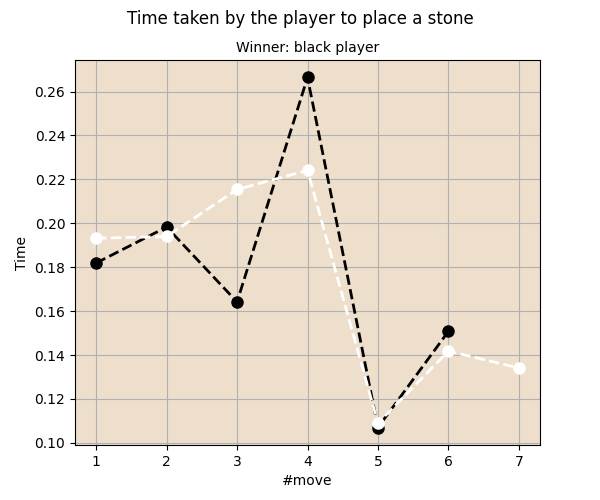 Time taken by the player to place a stone
Winner: black player
0.26
0.24
0.22
0.20
0.18
0.16
0.14
0.12
0.10
Time
1 2 3 4 5 6 7
#move